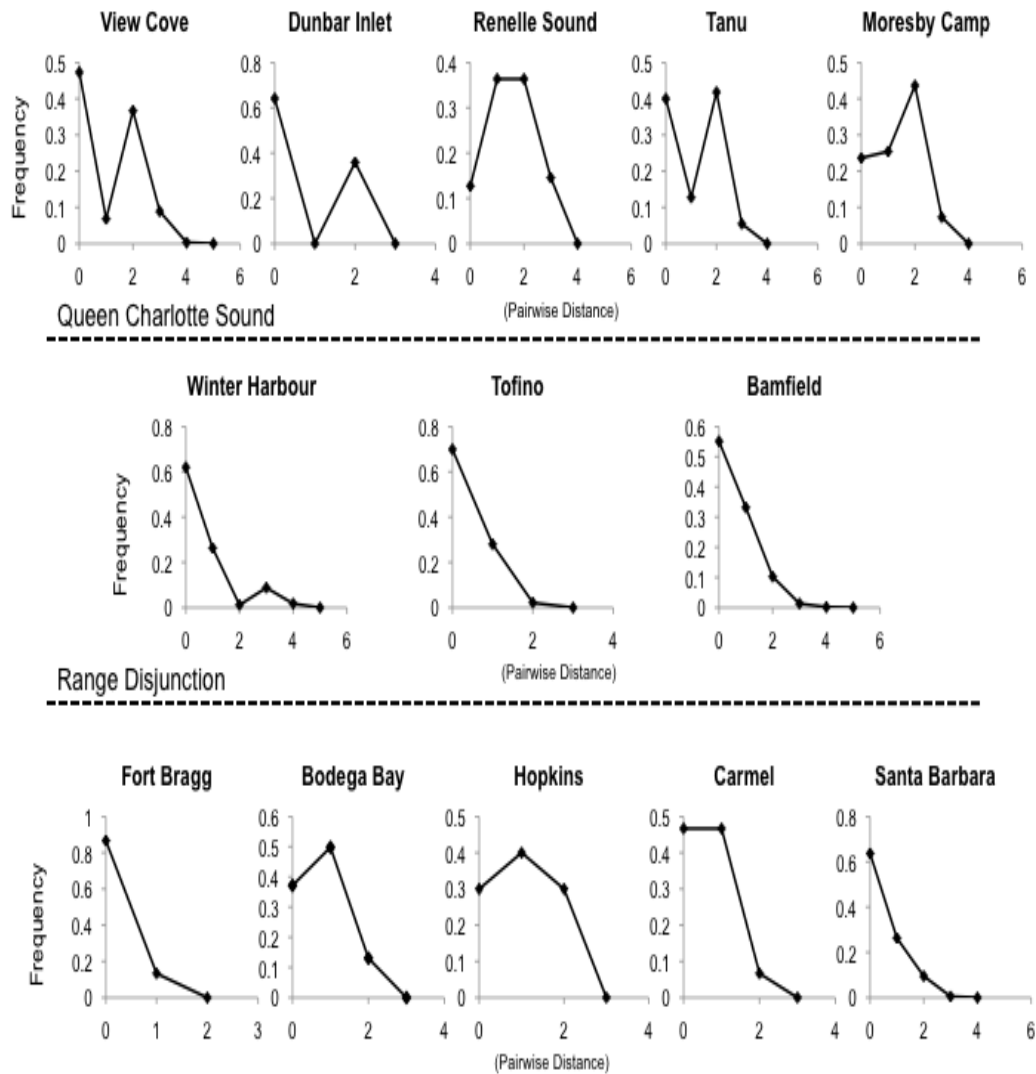 View Cove Dunbar Inlet Renelle Sound Tanu Moresby Camp
Frequency
0.5 0.8 0.4 0.5 0.5
0.4 0.6 0.3 0.4 0.4
0.3 0.4 0.2 0.3 0.3
0.2 0.2 0.1 0.2 0.2
0.1 0.1 0.1
0 0 0 0 0
0 2 4 6 0 2 4 0 2 4 6 0 2 4 6 0 2 4 6
(Pairwise Distance)
Queen Charlotte Sound
Winter Harbour Tofino Bamfield
Frequency
0.8 0.8 0.6
0.6 0.6 0.5
0.4 0.4 0.4
0.2 0.2 0.3
0 0 0.2
0.1
0
0 2 4 6 0 2 4 0 2 4 6
(Pairwise Distance)
Range Disjunction
Fort Bragg Bodega Bay Hopkins Carmel Santa Barbara
Frequency
1 0.6 0.5 0.5 0.8
0.8 0.5 0.4 0.4 0.6
0.6 0.4 0.3 0.3 0.4
0.4 0.3 0.2 0.2 0.2
0.2 0.2 0.1 0.1 0
0 0.1 0 0
0
0 1 2 3 0 2 4 0 2 4 0 2 4 0 2 4 6
(Pairwise Distance)